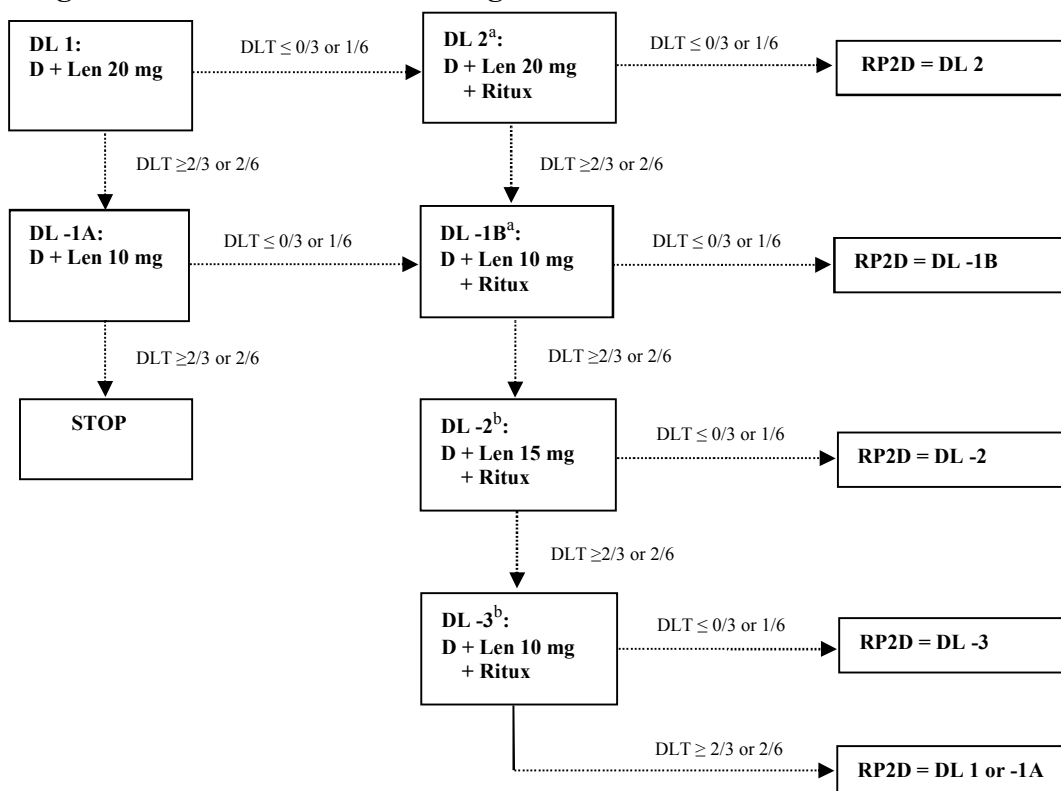 DL 1:
D + Len 20 mg
DLT ≤ 0/3 or 1/6
DL 2ᵃ:
D + Len 20 mg
+ Ritux
DLT ≤ 0/3 or 1/6
RP2D = DL 2
DLT ≥2/3 or 2/6
DLT ≥2/3 or 2/6
DL -1A:
D + Len 10 mg
DLT ≤ 0/3 or 1/6
DL -1Bᵃ:
D + Len 10 mg
+ Ritux
DLT ≤ 0/3 or 1/6
RP2D = DL -1B
DLT ≥2/3 or 2/6
DLT ≥2/3 or 2/6
STOP
DL -2ᵇ:
D + Len 15 mg
+ Ritux
DLT ≤ 0/3 or 1/6
RP2D = DL -2
DLT ≥2/3 or 2/6
DL -3ᵇ:
D + Len 10 mg
+ Ritux
DLT ≤ 0/3 or 1/6
RP2D = DL -3
DLT ≥ 2/3 or 2/6
RP2D = DL 1 or -1A